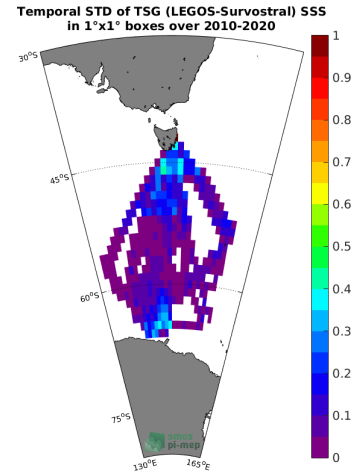 Temporal STD of TSG (LEGOS-Survostral) SSS
in 1°x1° boxes over 2010-2020
30°S
45°S
60°S
75°S
130°E
165°E
1
0.9
0.8
0.7
0.6
0.5
0.4
0.3
0.2
0.1
0
pi-mep